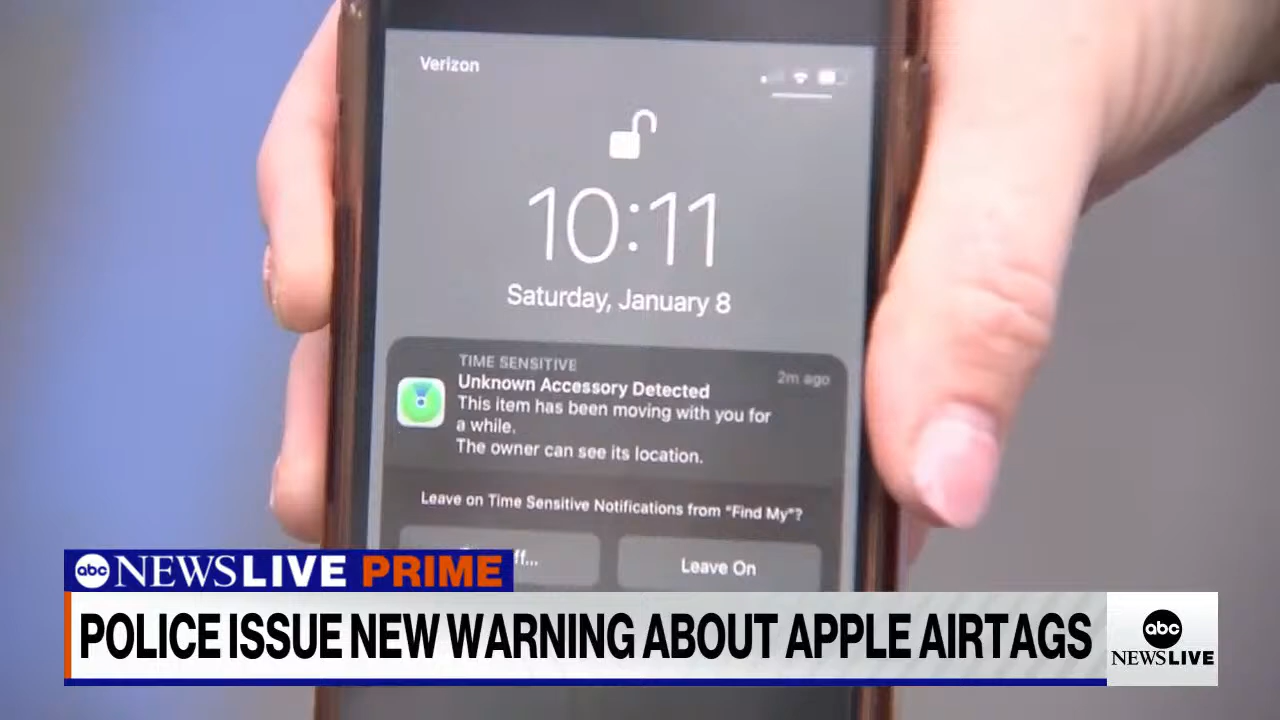 Verizon
10:11
Saturday, January 8
TIME SENSITIVE
2m ago
Unknown Accessory Detected
This item has been moving with you for
a while.
The owner can see its location.
Leave on Time Sensitive Notifications from "Find My"?
Leave On
abc NEWS LIVE PRIME
POLICE ISSUE NEW WARNING ABOUT APPLE AIRTAGS
abc
NEWS LIVE